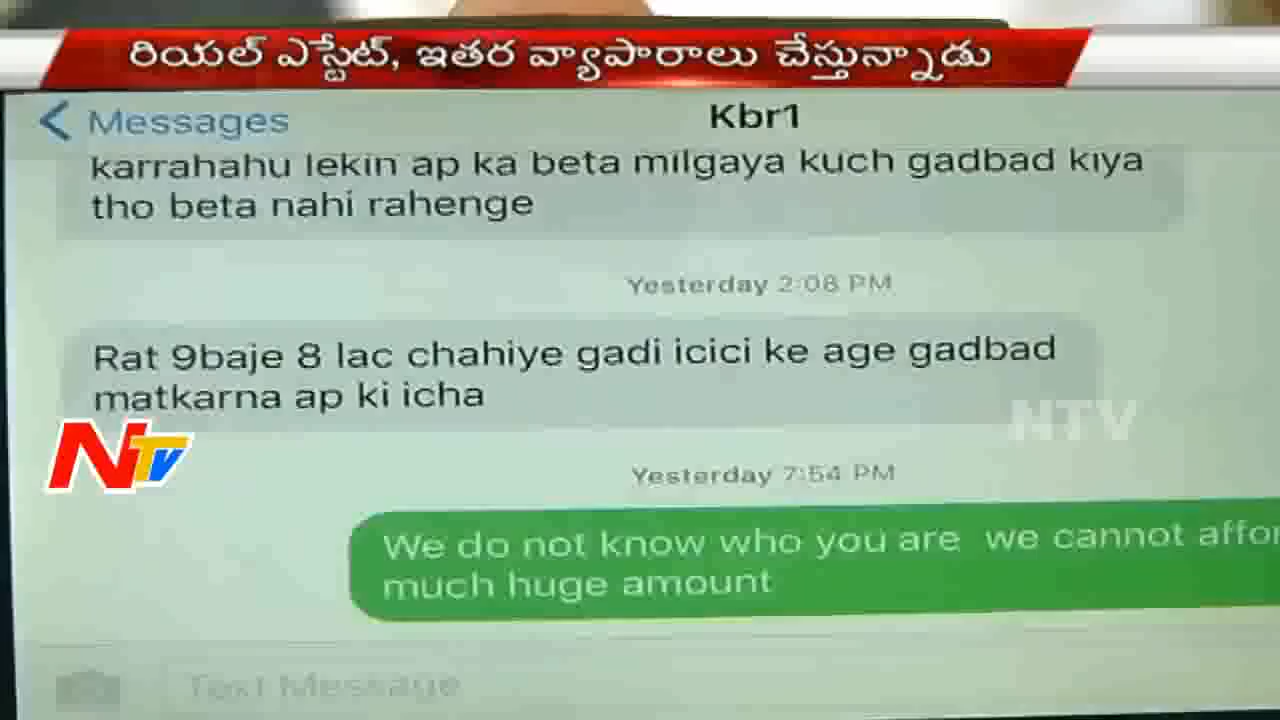 రియల్ ఎస్టేట్, ఇతర వ్యాపారాలు చేస్తున్నాడు
Messages
Kbr1
karrahahu lekin ap ka beta milgaya kuch gadbad kiya
tho beta nahi rahenge
Yesterday 2:08 PM
Rat 9baje 8 lac chahiye gadi icici ke age gadbad
matkarna ap ki icha
NTV
NTV
Yesterday 7:54 PM
We do not know who you are we cannot affor
much huge amount
Text Message